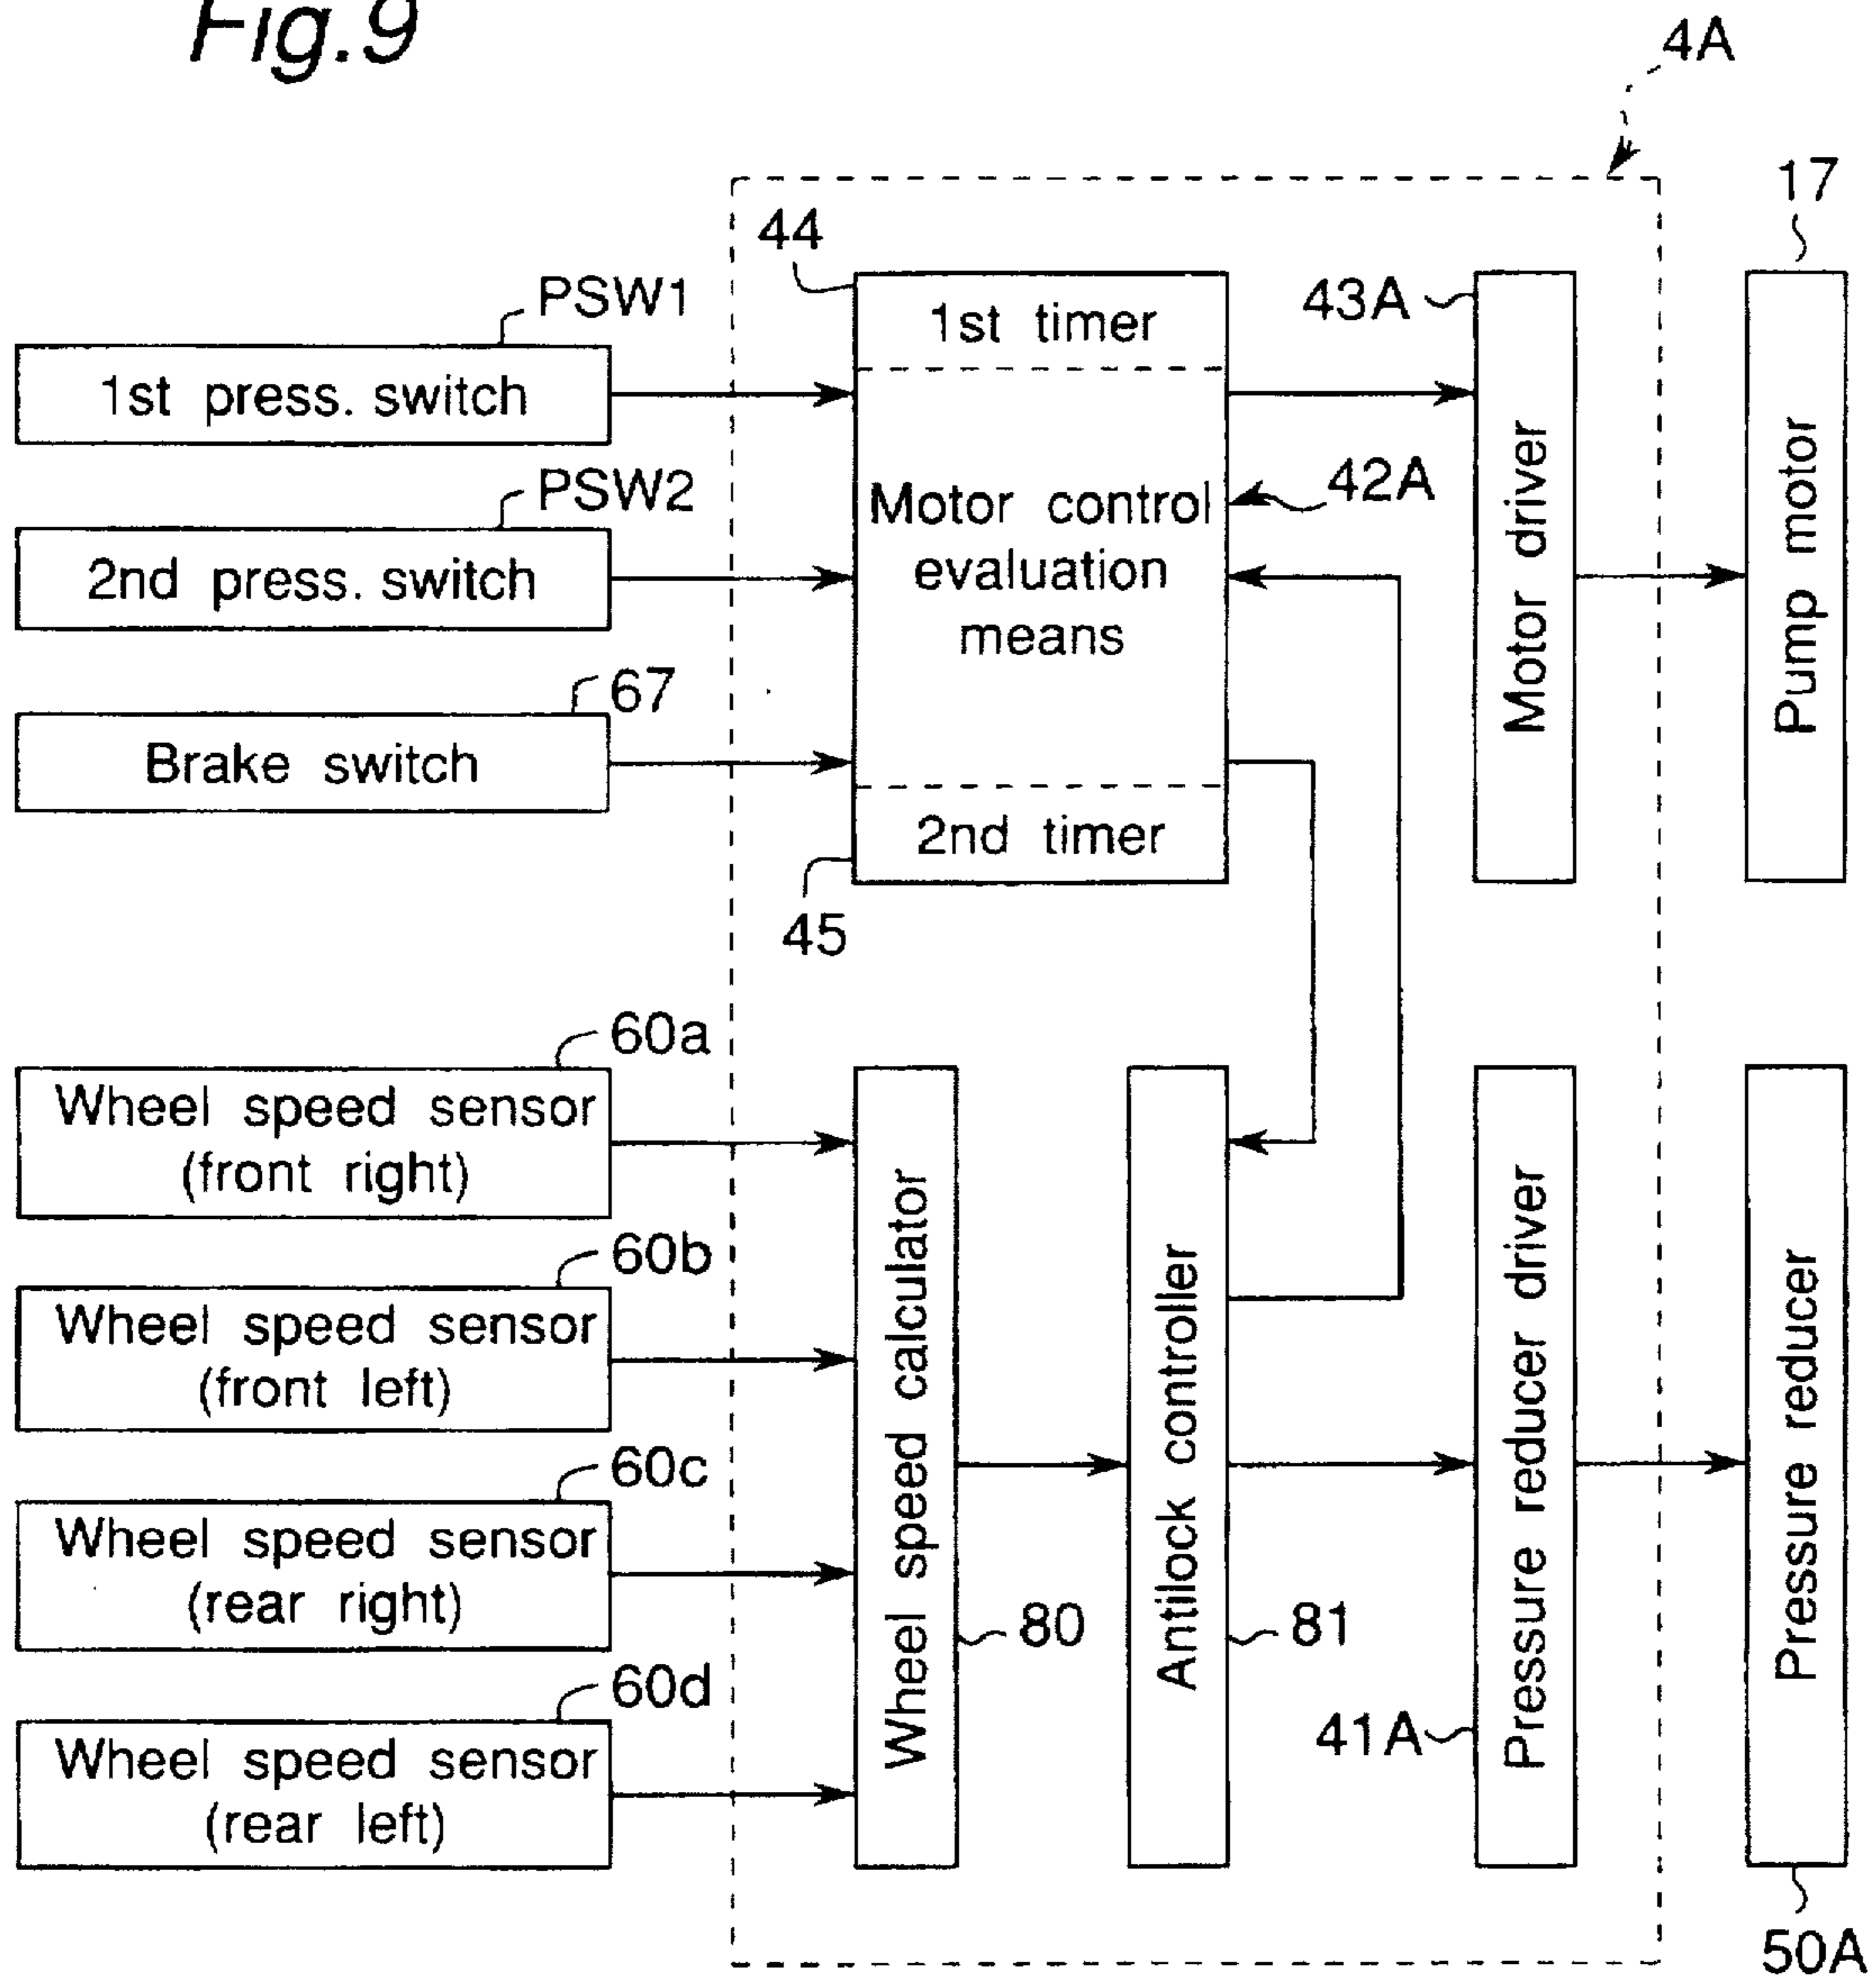 Fig.9
4A
17
44
PSW1
1st timer
43A
1st press. switch
PSW2
Motor control
evaluation
means
42A
2nd press. switch
Motor driver
Pump motor
67
Brake switch
2nd timer
45
60a
Wheel speed sensor
(front right)
60b
Wheel speed sensor
(front left)
60c
Wheel speed sensor
(rear right)
60d
Wheel speed sensor
(rear left)
Wheel speed calculator
80
Antilock controller
81
Pressure reducer driver
41A
Pressure reducer
50A